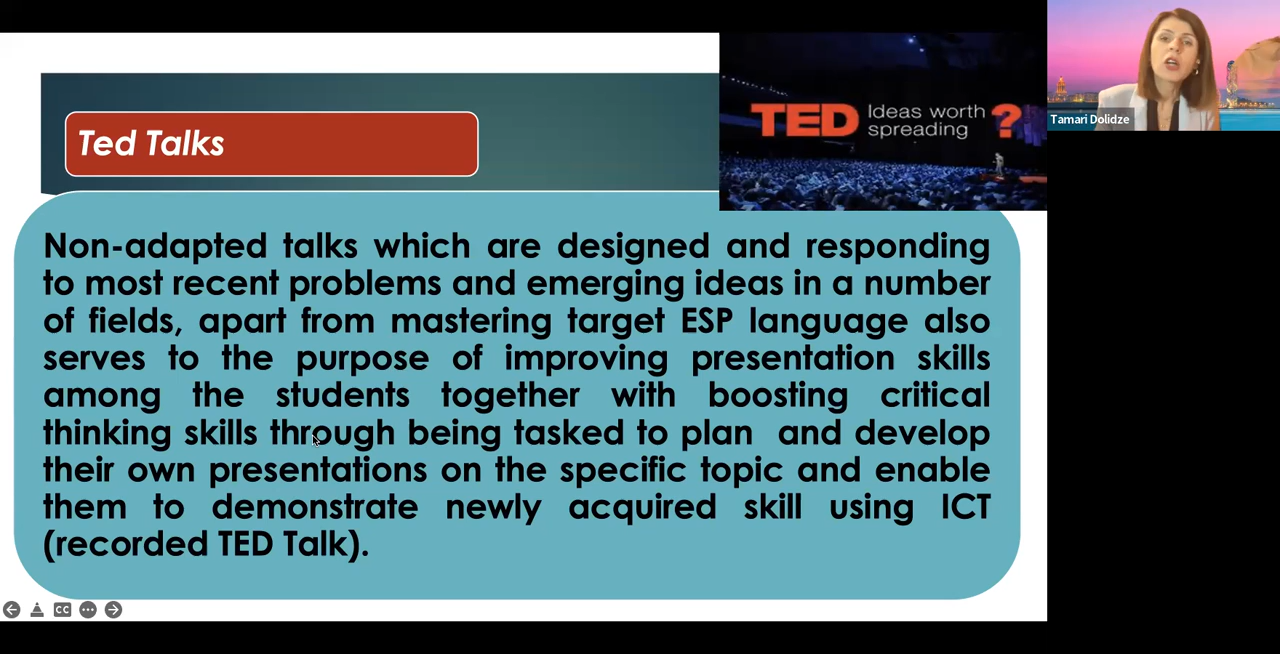 Ted Talks
TED Ideas worth
spreading ?
Tamari Dolidze
Non-adapted talks which are designed and responding
to most recent problems and emerging ideas in a number
of fields, apart from mastering target ESP language also
serves to the purpose of improving presentation skills
among the students together with boosting critical
thinking skills through being tasked to plan  and develop
their own presentations on the specific topic and enable
them to demonstrate newly acquired skill using ICT
(recorded TED Talk).
CC